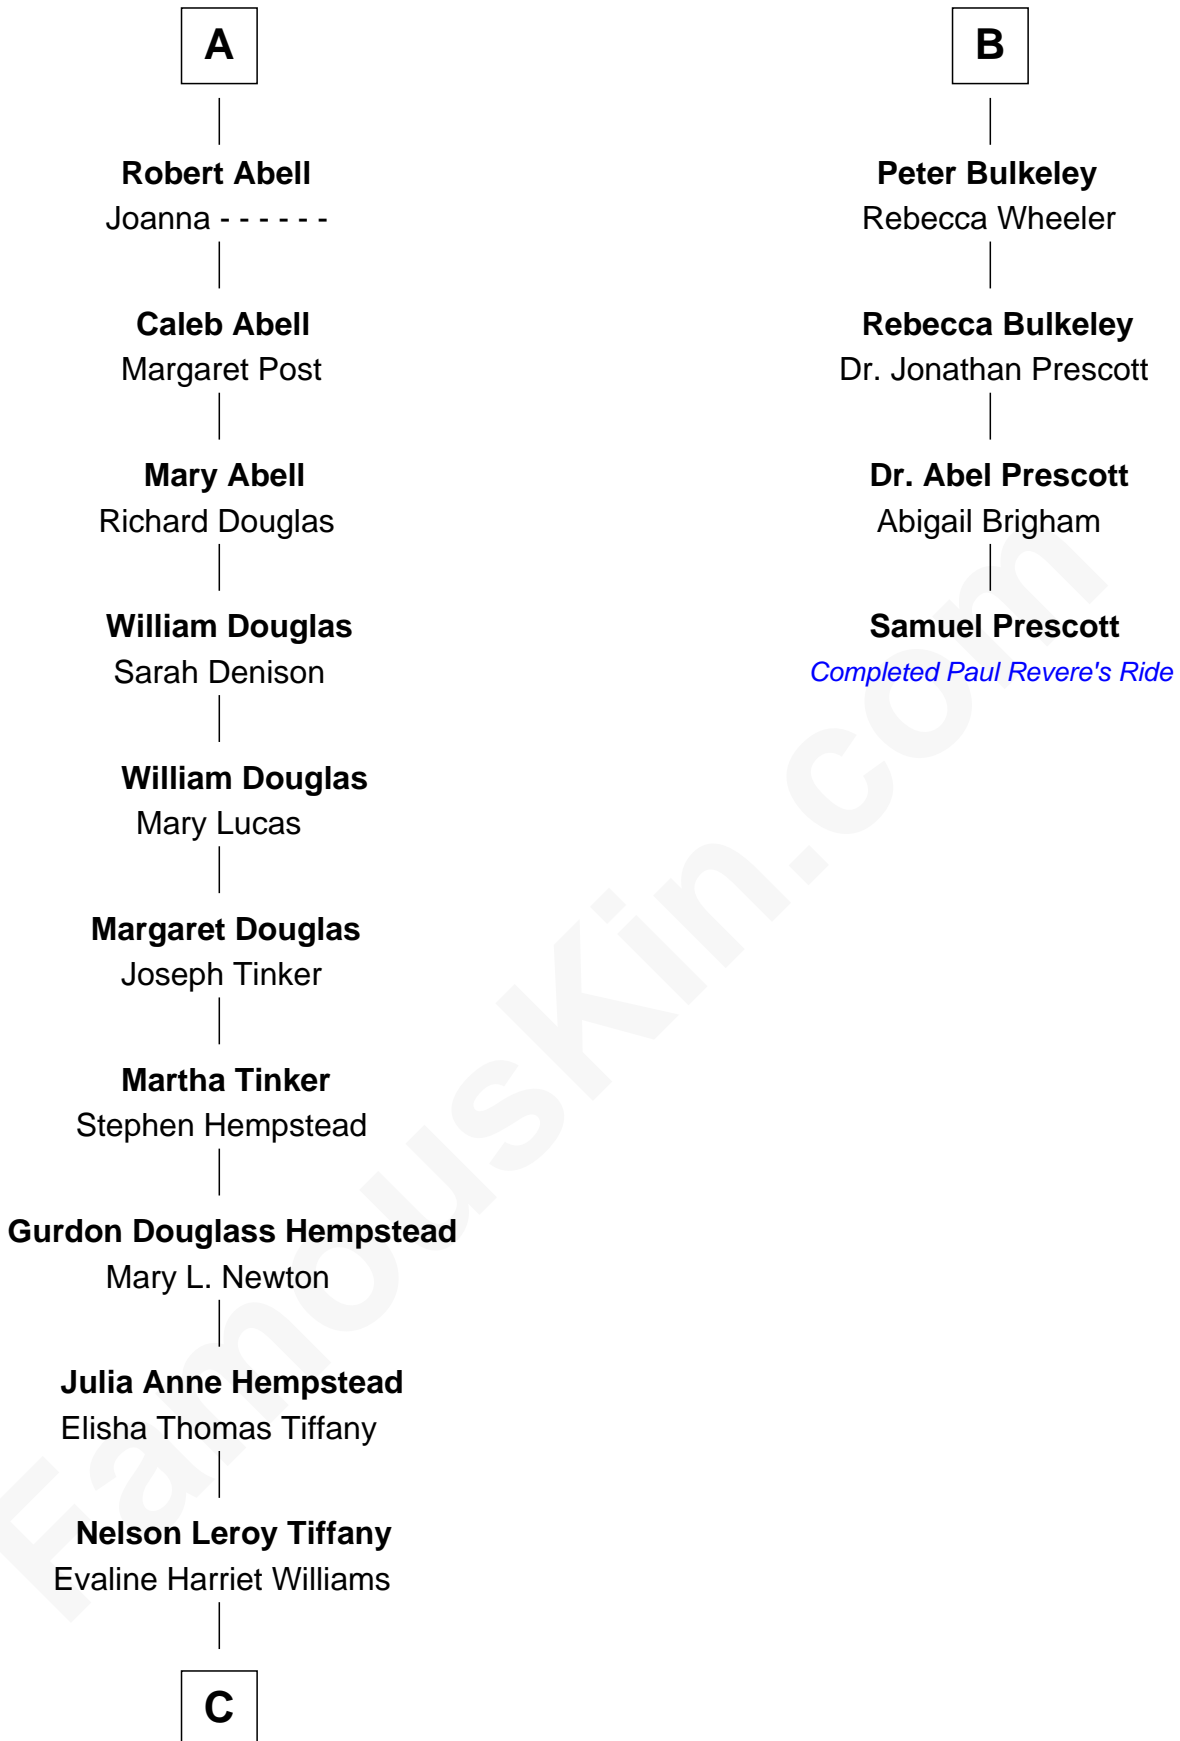 A
Robert Abell
Joanna - - - - - -
Caleb Abell
Margaret Post
Mary Abell
Richard Douglas
William Douglas
Sarah Denison
William Douglas
Mary Lucas
Margaret Douglas
Joseph Tinker
Martha Tinker
Stephen Hempstead
Gurdon Douglass Hempstead
Mary L. Newton
Julia Anne Hempstead
Elisha Thomas Tiffany
Nelson Leroy Tiffany
Evaline Harriet Williams
C
B
Peter Bulkeley
Rebecca Wheeler
Rebecca Bulkeley
Dr. Jonathan Prescott
Dr. Abel Prescott
Abigail Brigham
Samuel Prescott
Completed Paul Revere's Ride
FamousKin.com